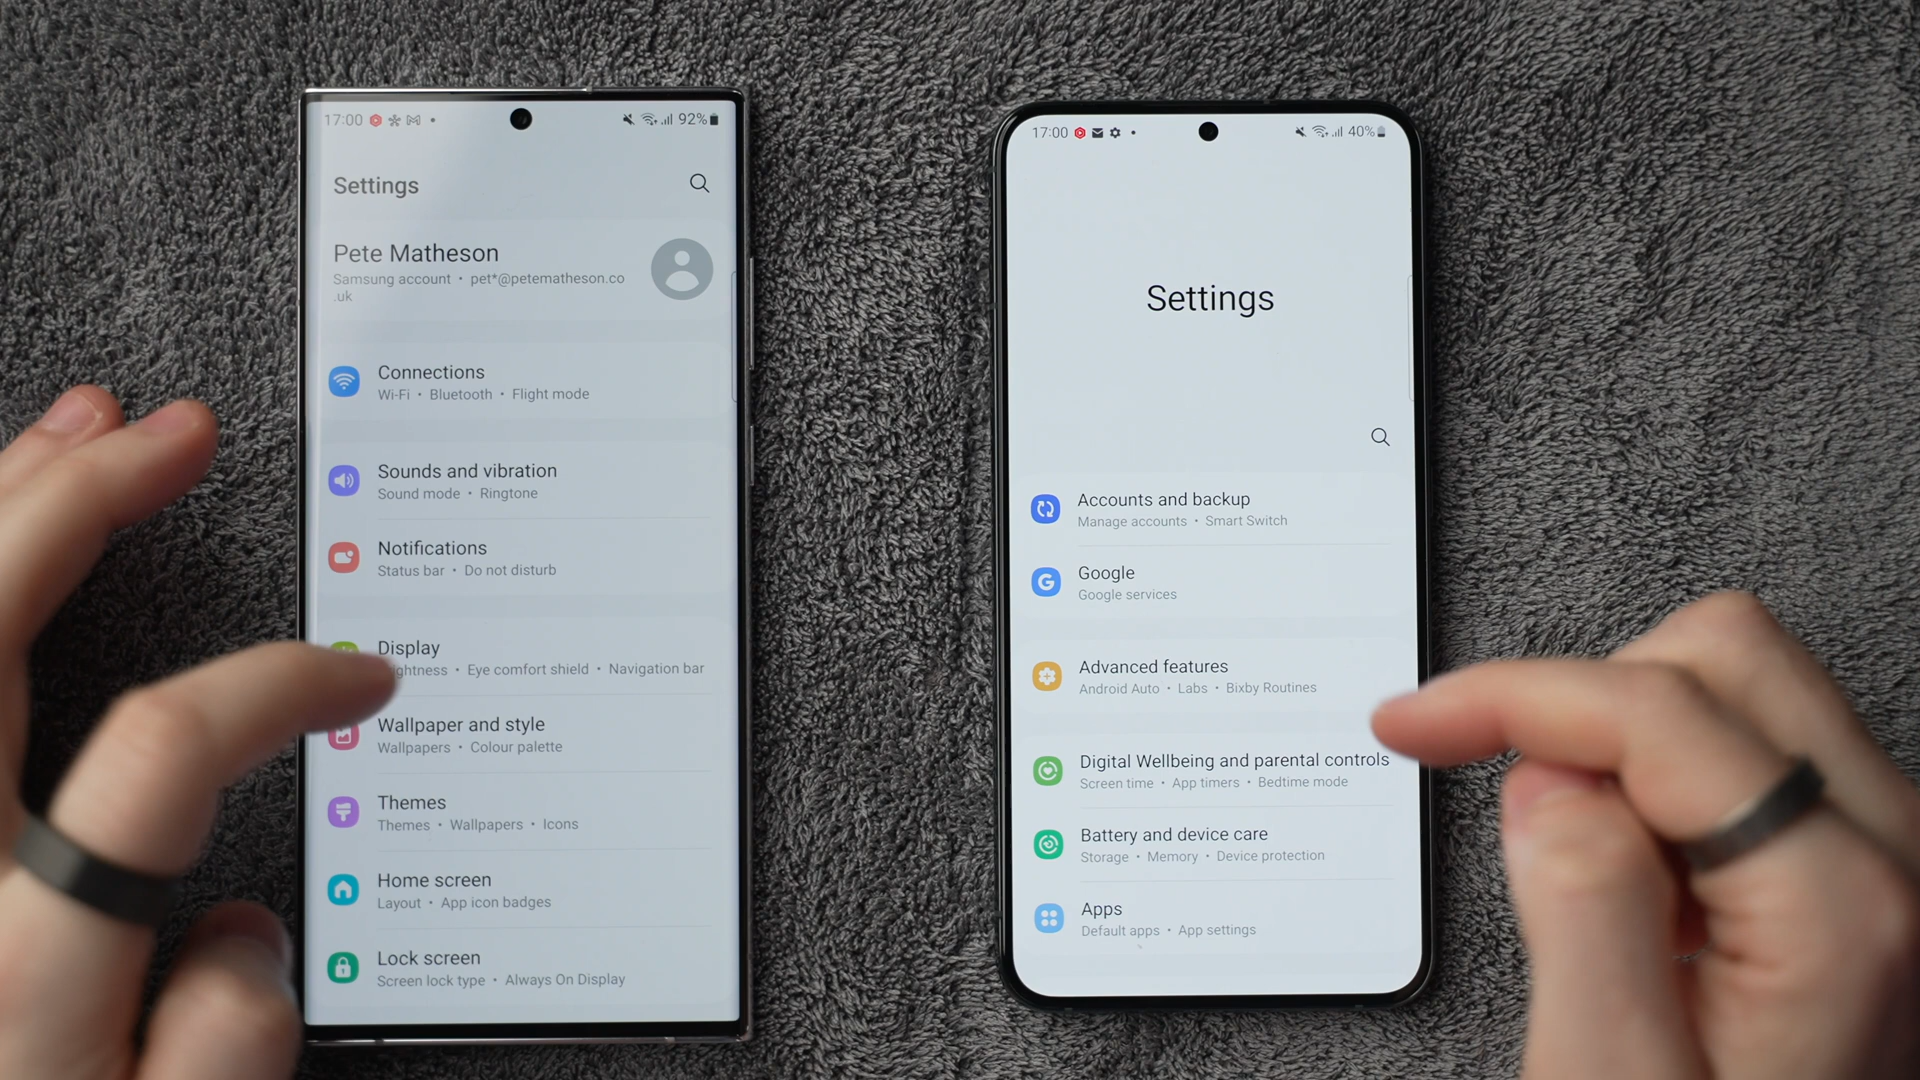 17:00
92%
Settings
Pete Matheson
Samsung account • pet*@petematheson.co
.uk
Connections
Wi-Fi • Bluetooth • Flight mode
Sounds and vibration
Sound mode • Ringtone
Notifications
Status bar • Do not disturb
Display
ghtness • Eye comfort shield • Navigation bar
Wallpaper and style
Wallpapers • Colour palette
Themes
Themes • Wallpapers • Icons
Home screen
Layout • App icon badges
Lock screen
Screen lock type • Always On Display
17:00
40%
Settings
Accounts and backup
Manage accounts • Smart Switch
Google
Google services
Advanced features
Android Auto • Labs • Bixby Routines
Digital Wellbeing and parental controls
Screen time • App timers • Bedtime mode
Battery and device care
Storage • Memory • Device protection
Apps
Default apps • App settings